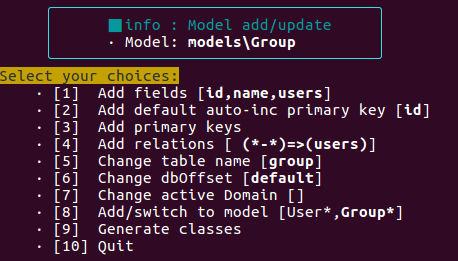 info : Model add/update
· Model: models\Group
Select your choices:
· [1] Add fields [id,name,users]
· [2] Add default auto-inc primary key [id]
· [3] Add primary keys
· [4] Add relations [ (*-*)=>(users)]
· [5] Change table name [group]
· [6] Change dbOffset [default]
· [7] Change active Domain []
· [8] Add/switch to model [User*,Group*]
· [9] Generate classes
· [10] Quit